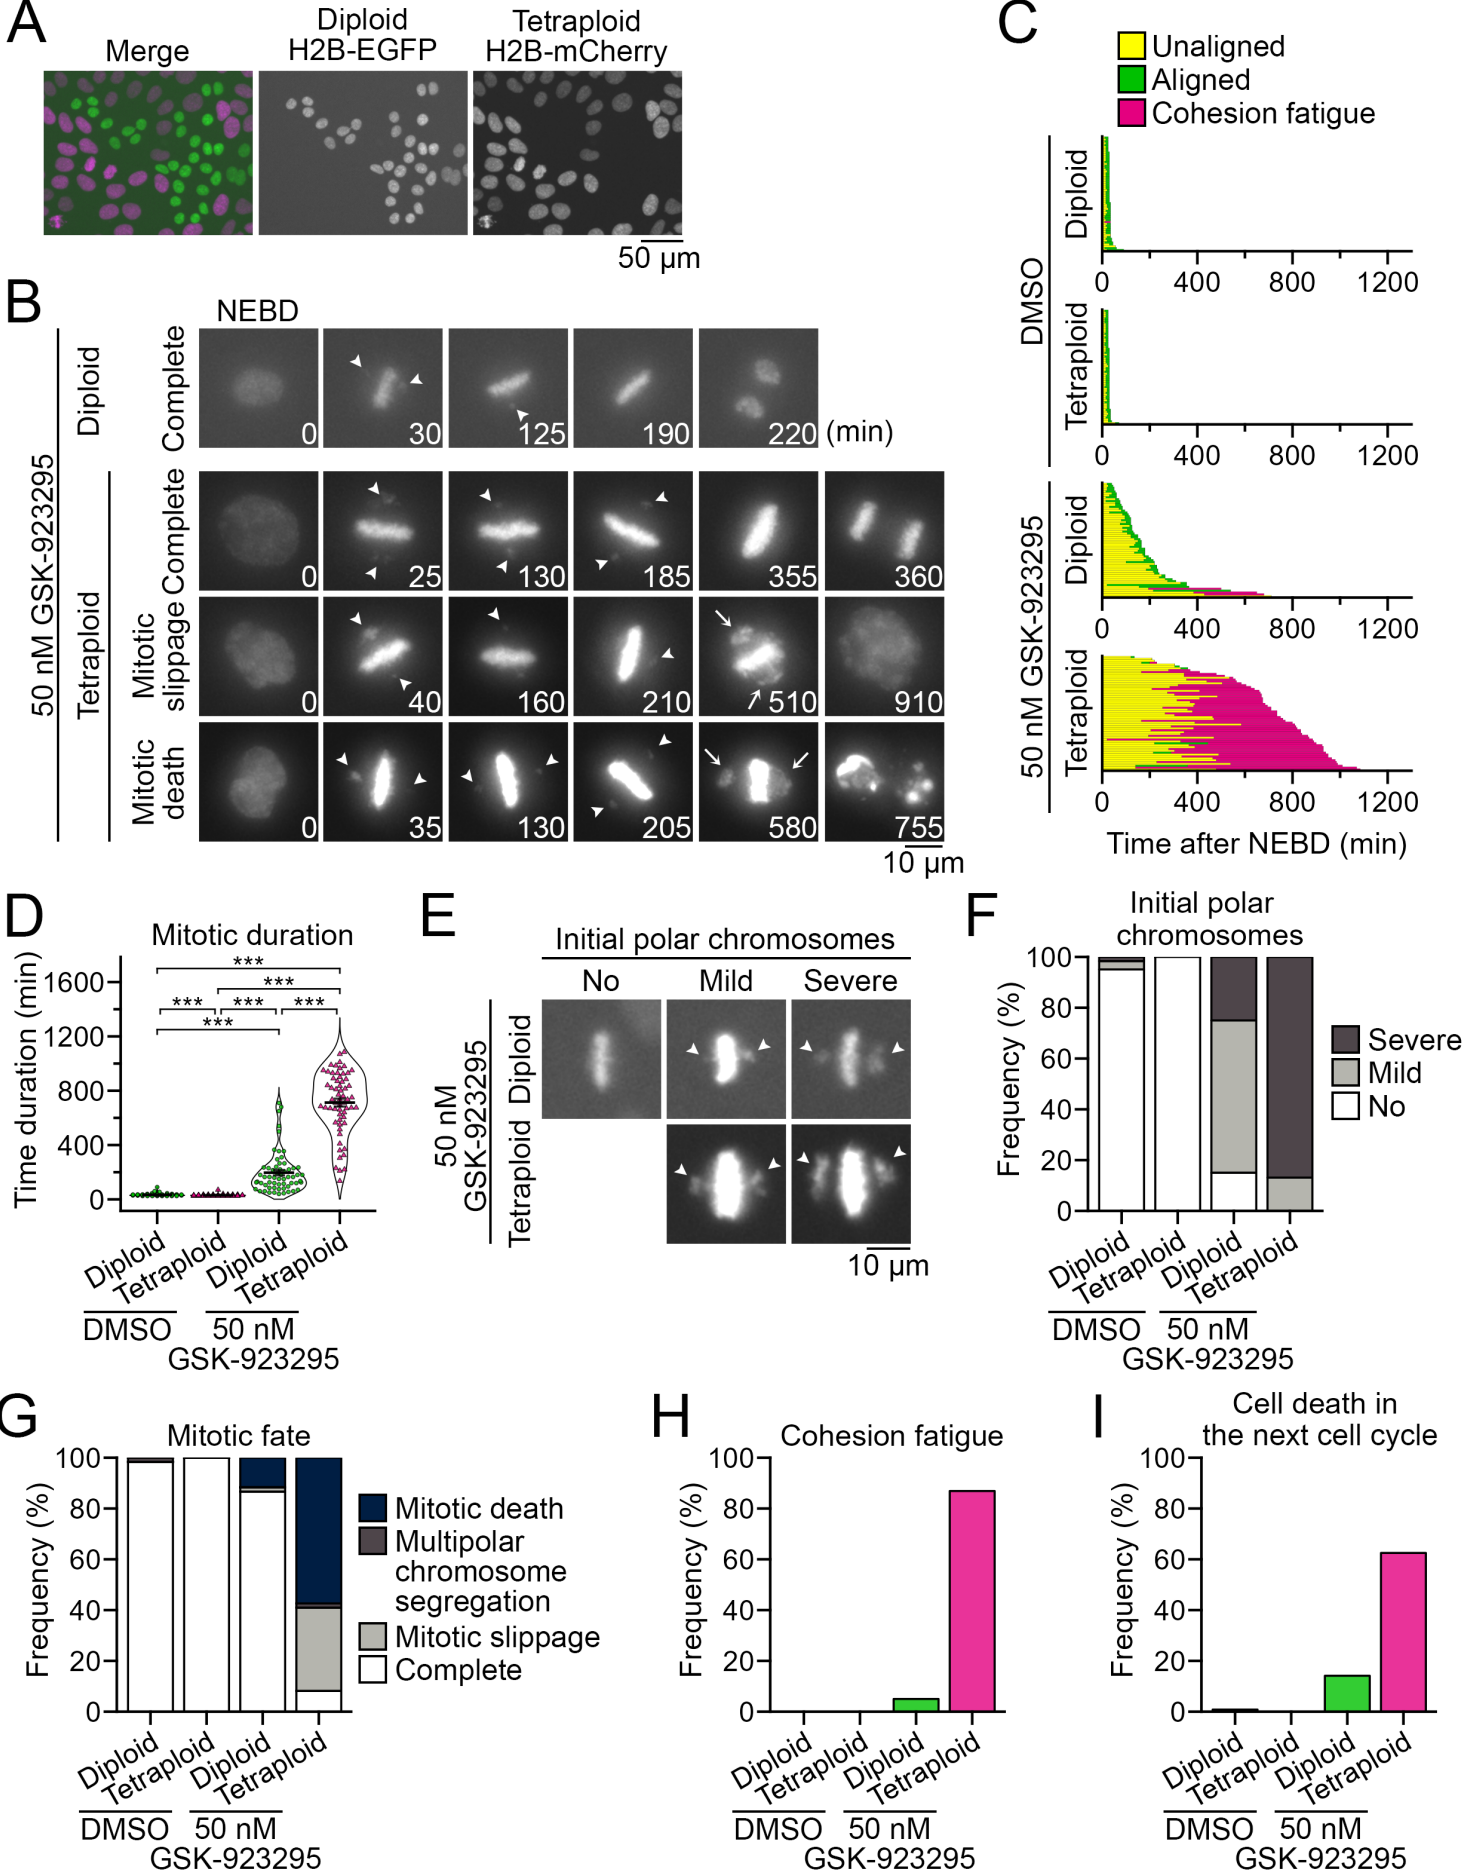 A
Merge
Diploid
H2B-EGFP
Tetraploid
H2B-mCherry
50 µm
B
NEBD
50 nM GSK-923295
Diploid
Complete
0
30
125
190
220
(min)
Tetraploid
Complete
0
25
130
185
355
360
Mitotic
slippage
0
40
160
210
510
910
Mitotic
death
0
35
130
205
580
755
10 µm
C
Unaligned
Aligned
Cohesion fatigue
DMSO
Diploid
0 400 800 1200
Tetraploid
0 400 800 1200
50 nM GSK-923295
Diploid
0 400 800 1200
Tetraploid
0 400 800 1200
Time after NEBD (min)
D
Mitotic duration
Time duration (min)
1600
1200
800
400
0
***
***
*** *** ***
***
Diploid
Tetraploid
Diploid
Tetraploid
DMSO
50 nM
GSK-923295
E
Initial polar chromosomes
No
Mild
Severe
50 nM
GSK-923295
Diploid
Tetraploid
10 µm
F
Initial polar
chromosomes
Frequency (%)
100
80
60
40
20
0
Severe
Mild
No
Diploid
Tetraploid
Diploid
Tetraploid
DMSO
50 nM
GSK-923295
G
Mitotic fate
Frequency (%)
100
80
60
40
20
0
Mitotic death
Multipolar
chromosome
segregation
Mitotic slippage
Complete
Diploid
Tetraploid
Diploid
Tetraploid
DMSO
50 nM
GSK-923295
H
Cohesion fatigue
Frequency (%)
100
80
60
40
20
0
Diploid
Tetraploid
Diploid
Tetraploid
DMSO
50 nM
GSK-923295
I
Cell death in
the next cell cycle
Frequency (%)
100
80
60
40
20
0
Diploid
Tetraploid
Diploid
Tetraploid
DMSO
50 nM
GSK-923295